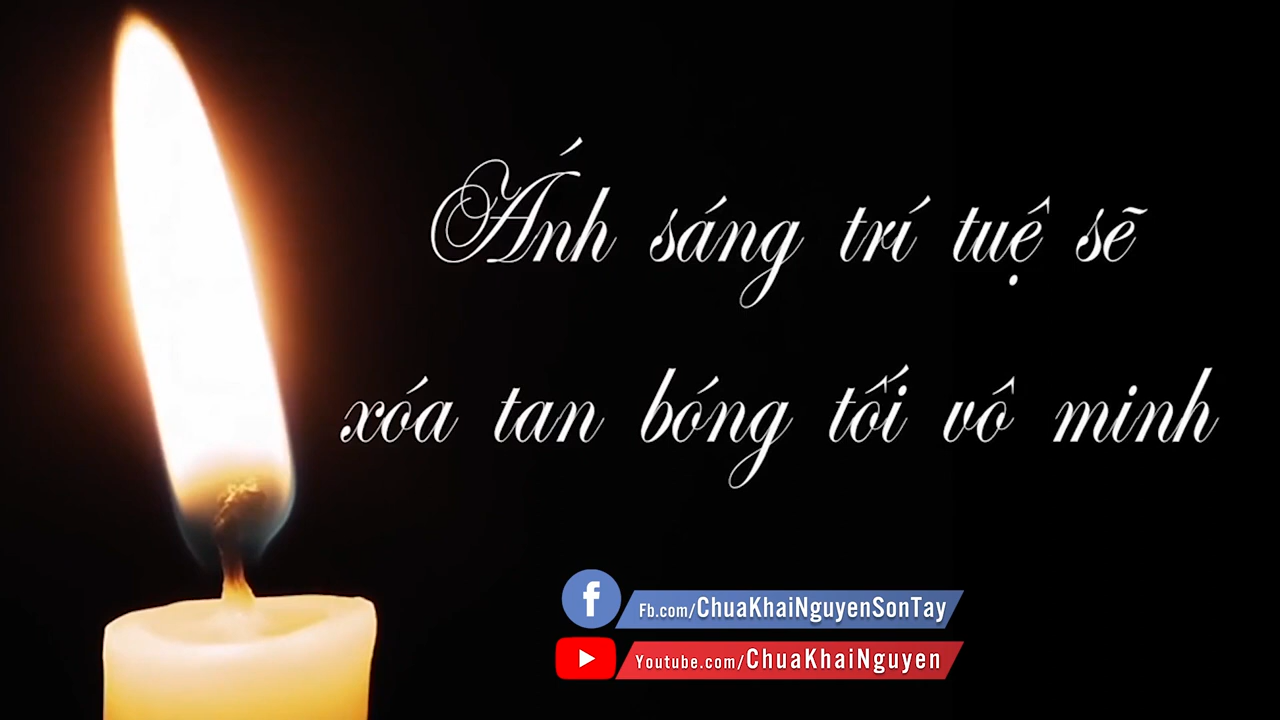 Ánh sáng trí tuệ sẽ
xóa tan bóng tối vô minh
Fb.com/ChuaKhaiNguyenSonTay
Youtube.com/ChuaKhaiNguyen